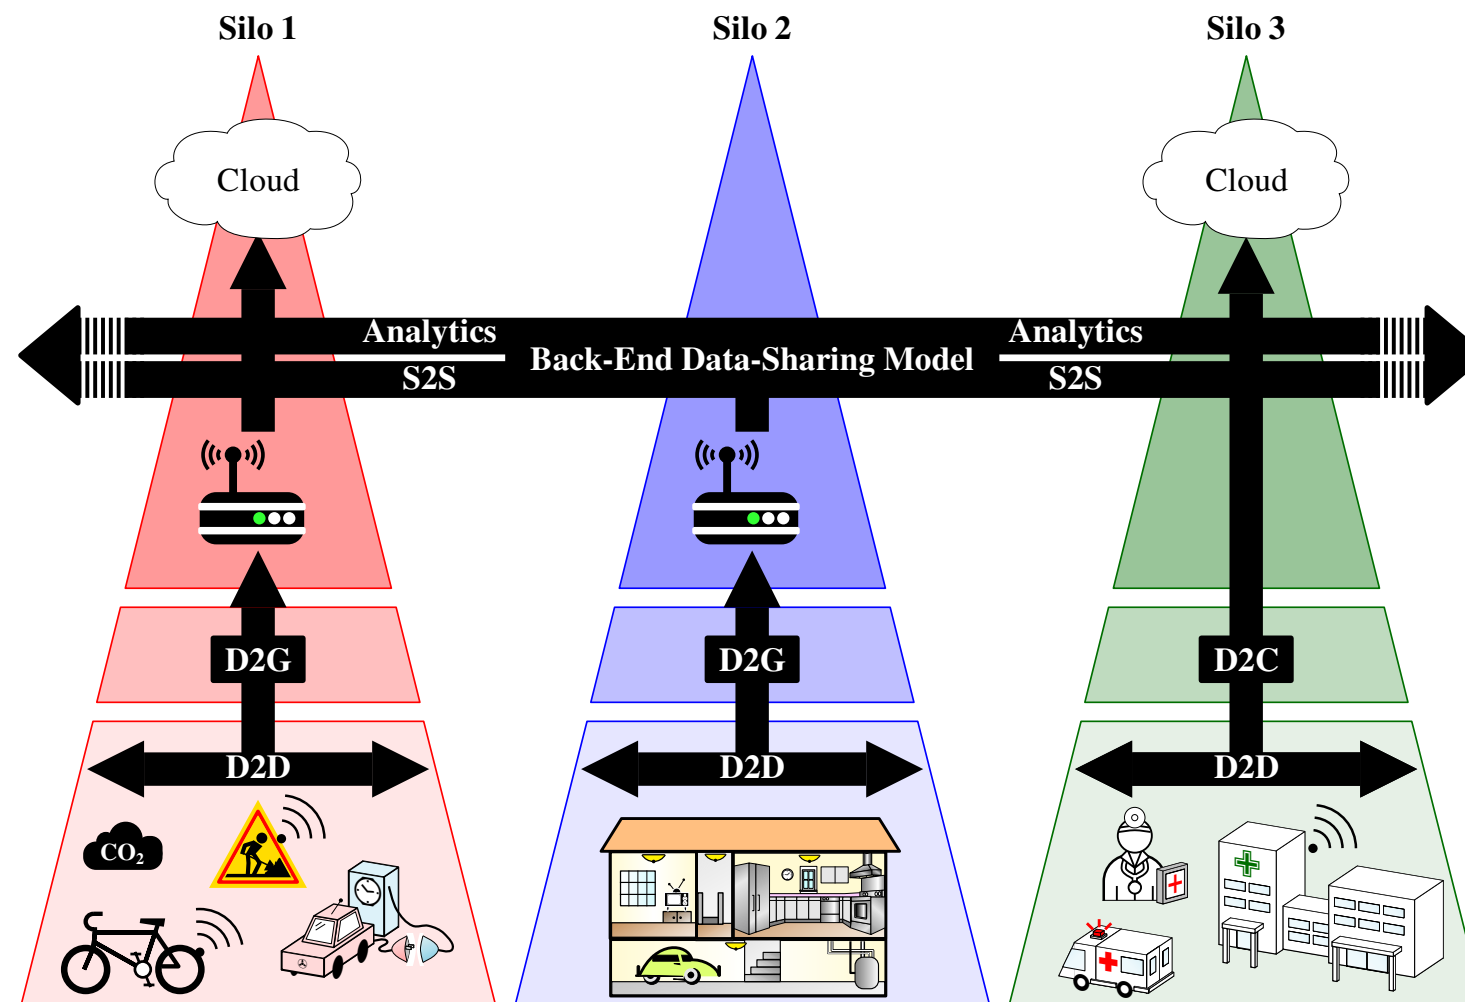 Silo 1
Silo 2
Silo 3
Cloud
Cloud
Analytics
Analytics
Back-End Data-Sharing Model
S2S
S2S
D2G
D2G
D2C
D2D
D2D
D2D
CO₂